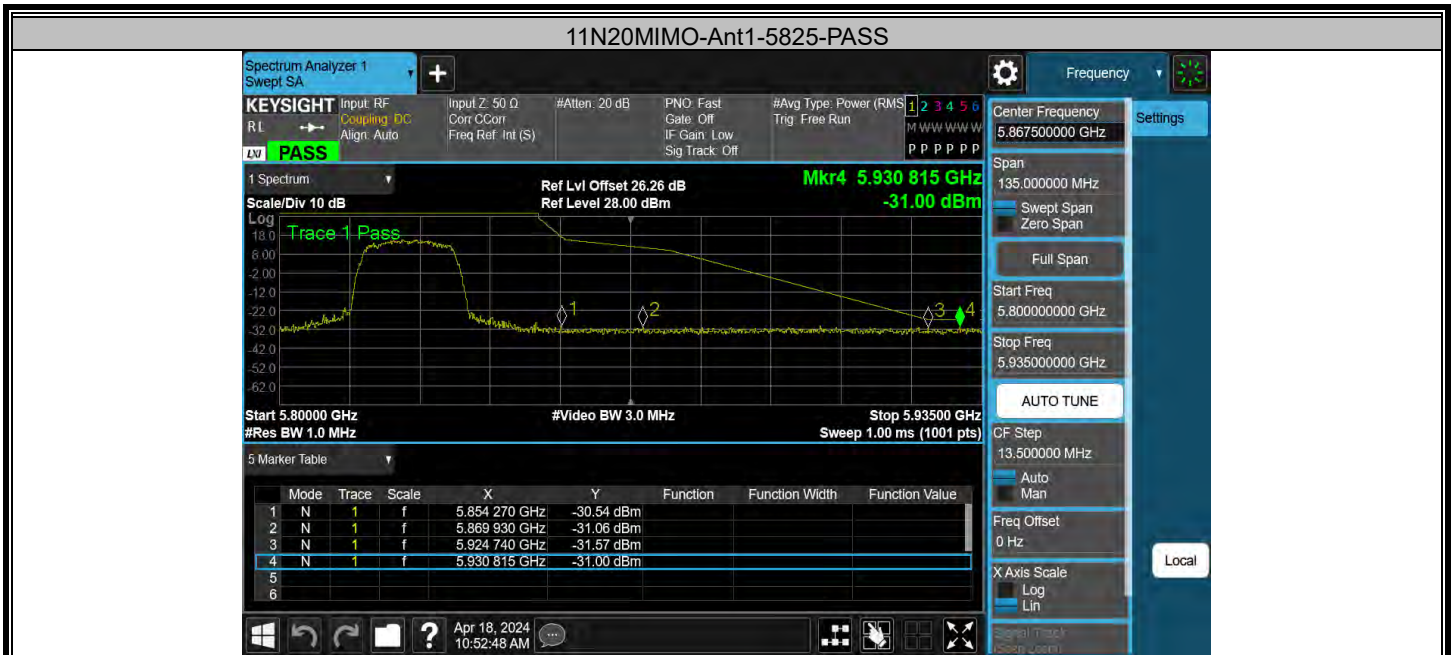 11N20MIMO-Ant1-5825-PASS
Spectrum Analyzer 1
Swept SA
+
Frequency
KEYSIGHT
RL
LXI
PASS
Input: RF
Coupling: DC
Align: Auto
Input Z: 50 Ω
Corr CCorr
Freq Ref: Int (S)
#Atten: 20 dB
PNO: Fast
Gate: Off
IF Gain: Low
Sig Track: Off
#Avg Type: Power (RMS
Trig: Free Run
1 2 3 4 5 6
M W W W W W
P P P P P P
1 Spectrum
Scale/Div 10 dB
Ref Lvl Offset 26.26 dB
Ref Level 28.00 dBm
Mkr4 5.930 815 GHz
-31.00 dBm
Log
Trace 1 Pass
18.0
8.00
-2.00
-12.0
-22.0
-32.0
-42.0
-52.0
-62.0
1
2
3
4
Start 5.80000 GHz
#Res BW 1.0 MHz
#Video BW 3.0 MHz
Stop 5.93500 GHz
Sweep 1.00 ms (1001 pts)
5 Marker Table
Mode Trace Scale X Y Function Function Width Function Value
1 N 1 f 5.854 270 GHz -30.54 dBm
2 N 1 f 5.869 930 GHz -31.06 dBm
3 N 1 f 5.924 740 GHz -31.57 dBm
4 N 1 f 5.930 815 GHz -31.00 dBm
5
6
?
Apr 18, 2024
10:52:48 AM
Center Frequency
5.867500000 GHz
Settings
Span
135.000000 MHz
Swept Span
Zero Span
Full Span
Start Freq
5.800000000 GHz
Stop Freq
5.935000000 GHz
AUTO TUNE
CF Step
13.500000 MHz
Auto
Man
Freq Offset
0 Hz
X Axis Scale
Log
Lin
Local
Signal Track
(Span Zoom)